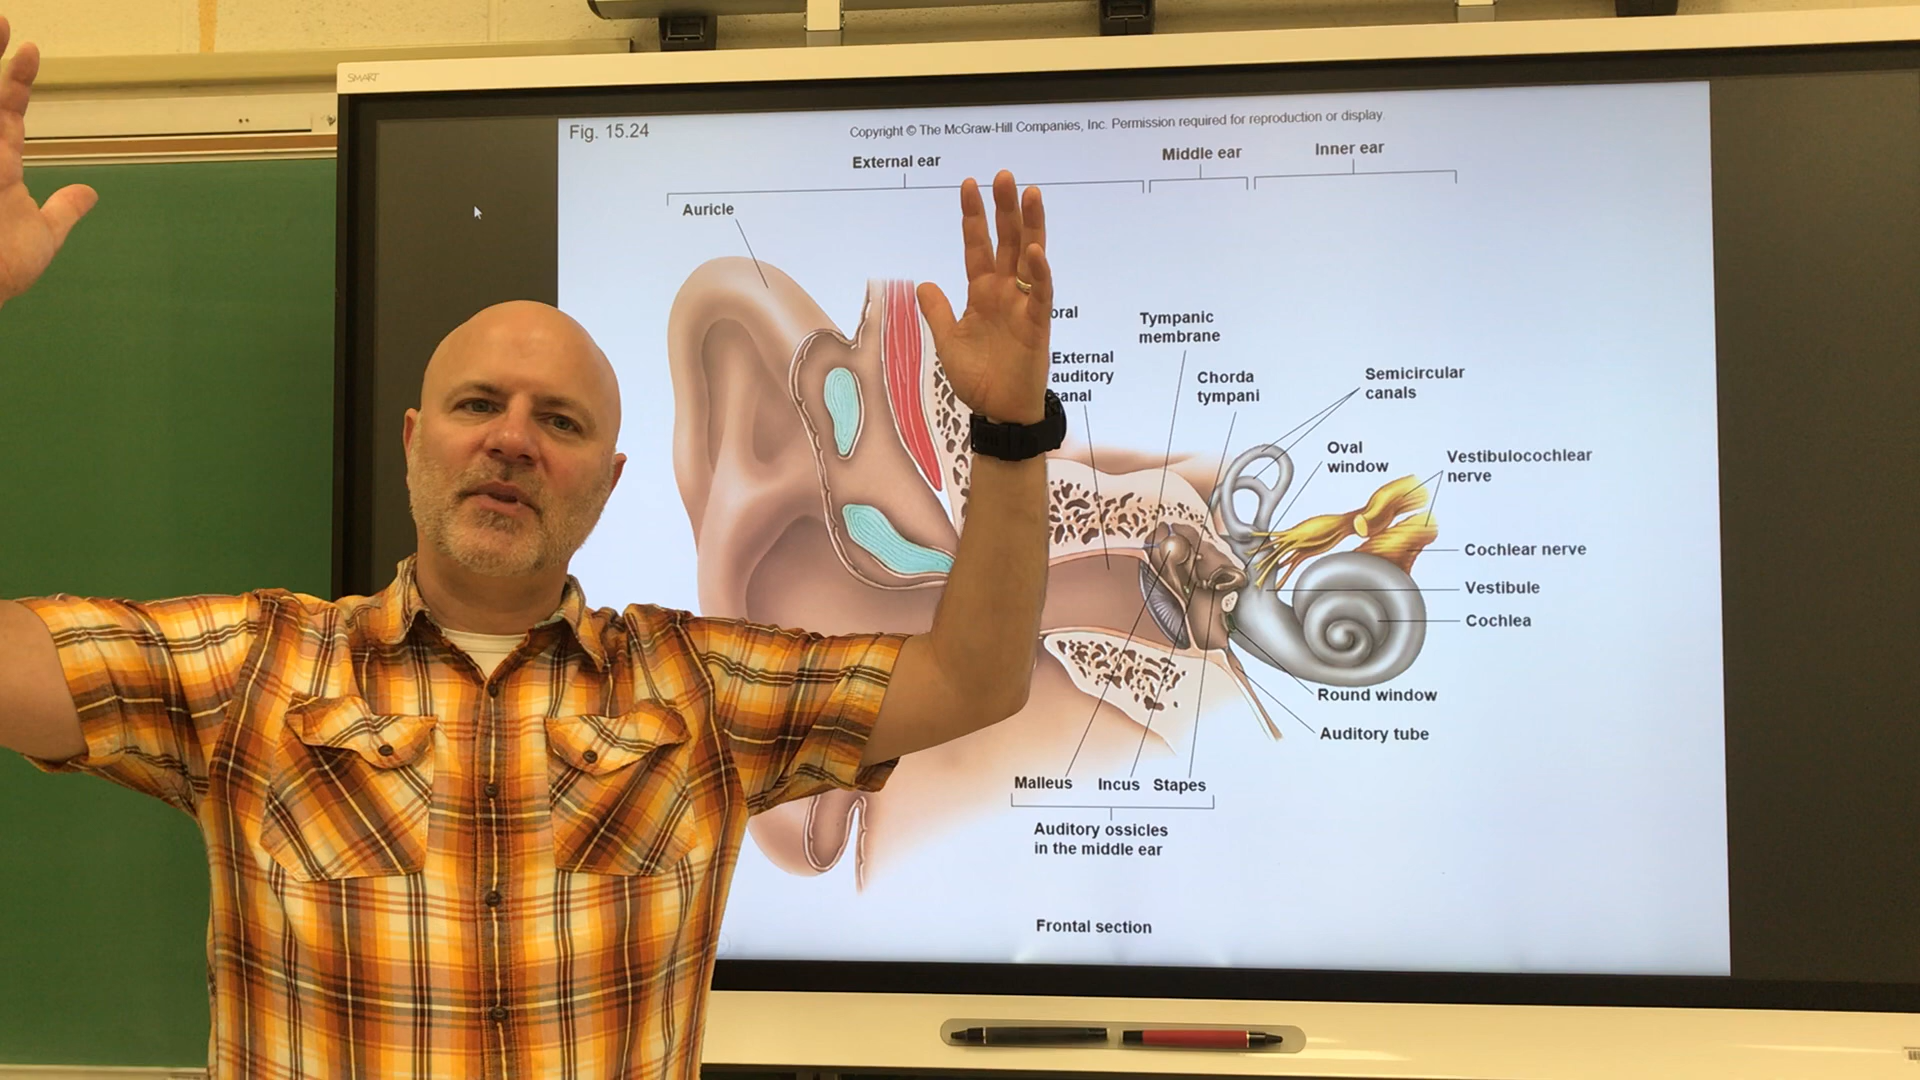 SMART
Fig. 15.24
Copyright © The McGraw-Hill Companies, Inc. Permission required for reproduction or display.
External ear
Middle ear
Inner ear
Auricle
Tympanic
membrane
External
auditory
Chorda
tympani
Semicircular
canals
Oval
window
Vestibulocochlear
nerve
Cochlear nerve
Vestibule
Cochlea
Round window
Auditory tube
Malleus
Incus
Stapes
Auditory ossicles
in the middle ear
Frontal section